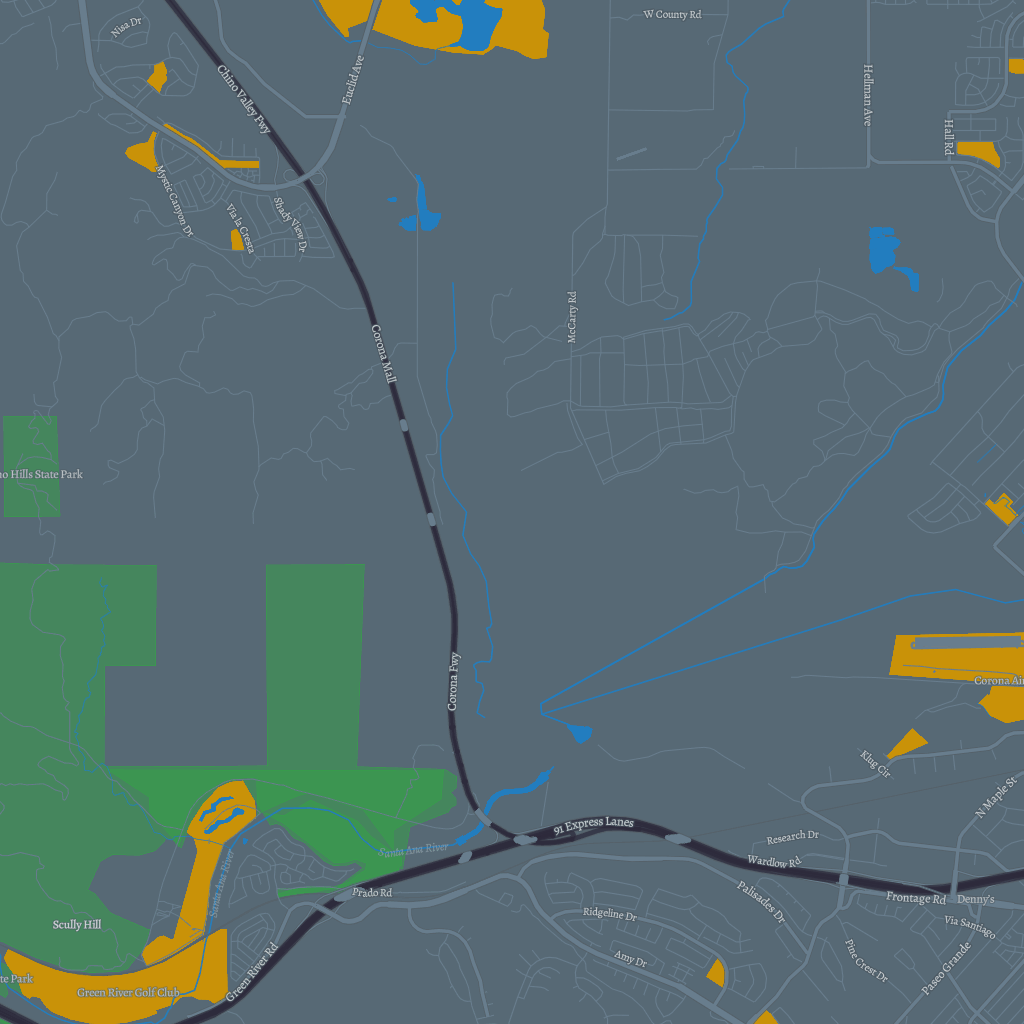 W County Rd
Nisa Dr
Euclid Ave
Chino Valley Fwy
Hellman Ave
Hall Rd
Mystic Canyon Dr
Via la Cresta
Shady View Dr
McCarty Rd
Corona Mall
no Hills State Park
Corona Fwy
Corona Air
Klug Cir
N Maple St
91 Express Lanes
Research Dr
Santa Ana River
Wardlow Rd
Santa Ana River
Prado Rd
Palisades Dr
Frontage Rd
Denny's
Ridgeline Dr
Scully Hill
Via Santiago
Amy Dr
Pine Crest Dr
Paseo Grande
te Park
Green River Rd
Green River Golf Club